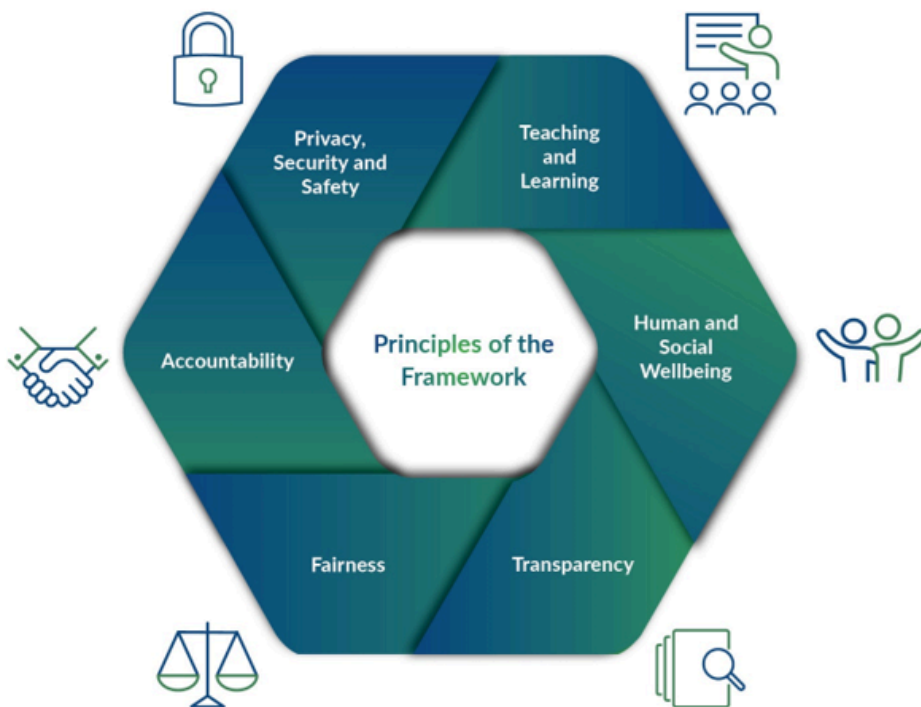 Privacy,
Security and
Safety
Teaching
and
Learning
Accountability
Principles of the
Framework
Human and
Social
Wellbeing
Fairness
Transparency